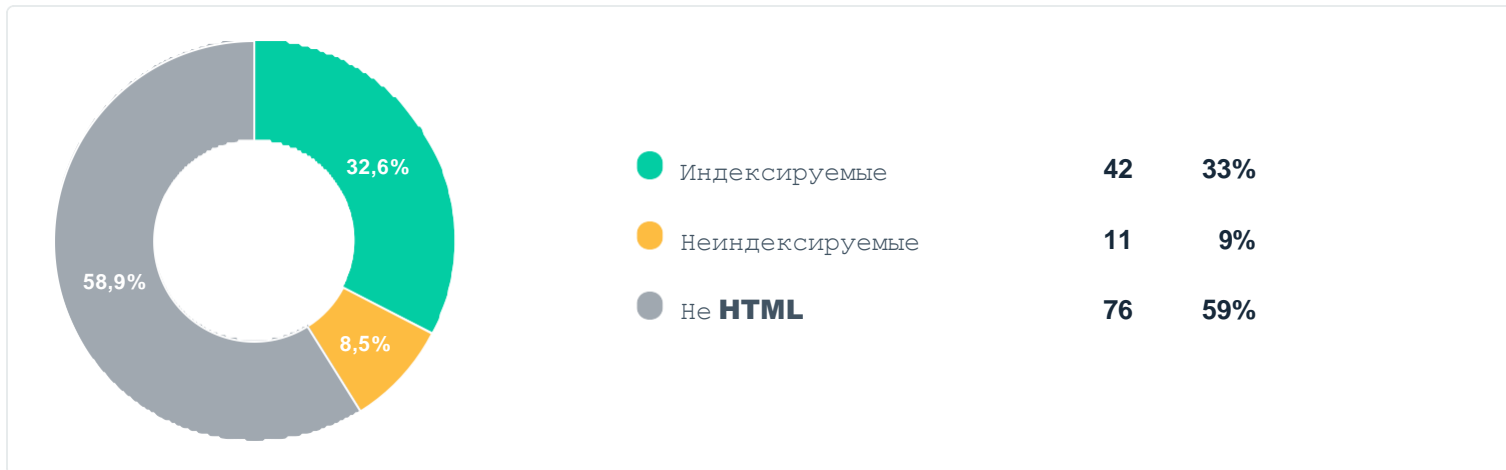 32,6%
58,9%
8,5%
Индексируемые 42 33%
Неиндексируемые 11 9%
Не HTML 76 59%